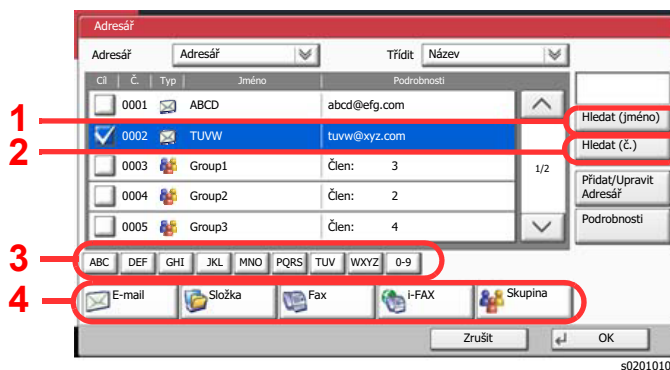 Adresář
Adresář Adresář Třídit Název
Cíl Č. Typ Jméno Podrobnosti
0001 ABCD abcd@efg.com
1 Hledat (jméno)
0002 TUVW tuvw@xyz.com
2 Hledat (č.)
0003 Group1 Člen: 3 1/2
Přidat/Upravit
Adresář
0004 Group2 Člen: 2
Podrobnosti
0005 Group3 Člen: 4
3 ABC DEF GHI JKL MNO PQRS TUV WXYZ 0-9
4 E-mail Složka Fax i-FAX Skupina
Zrušit OK
s0201010